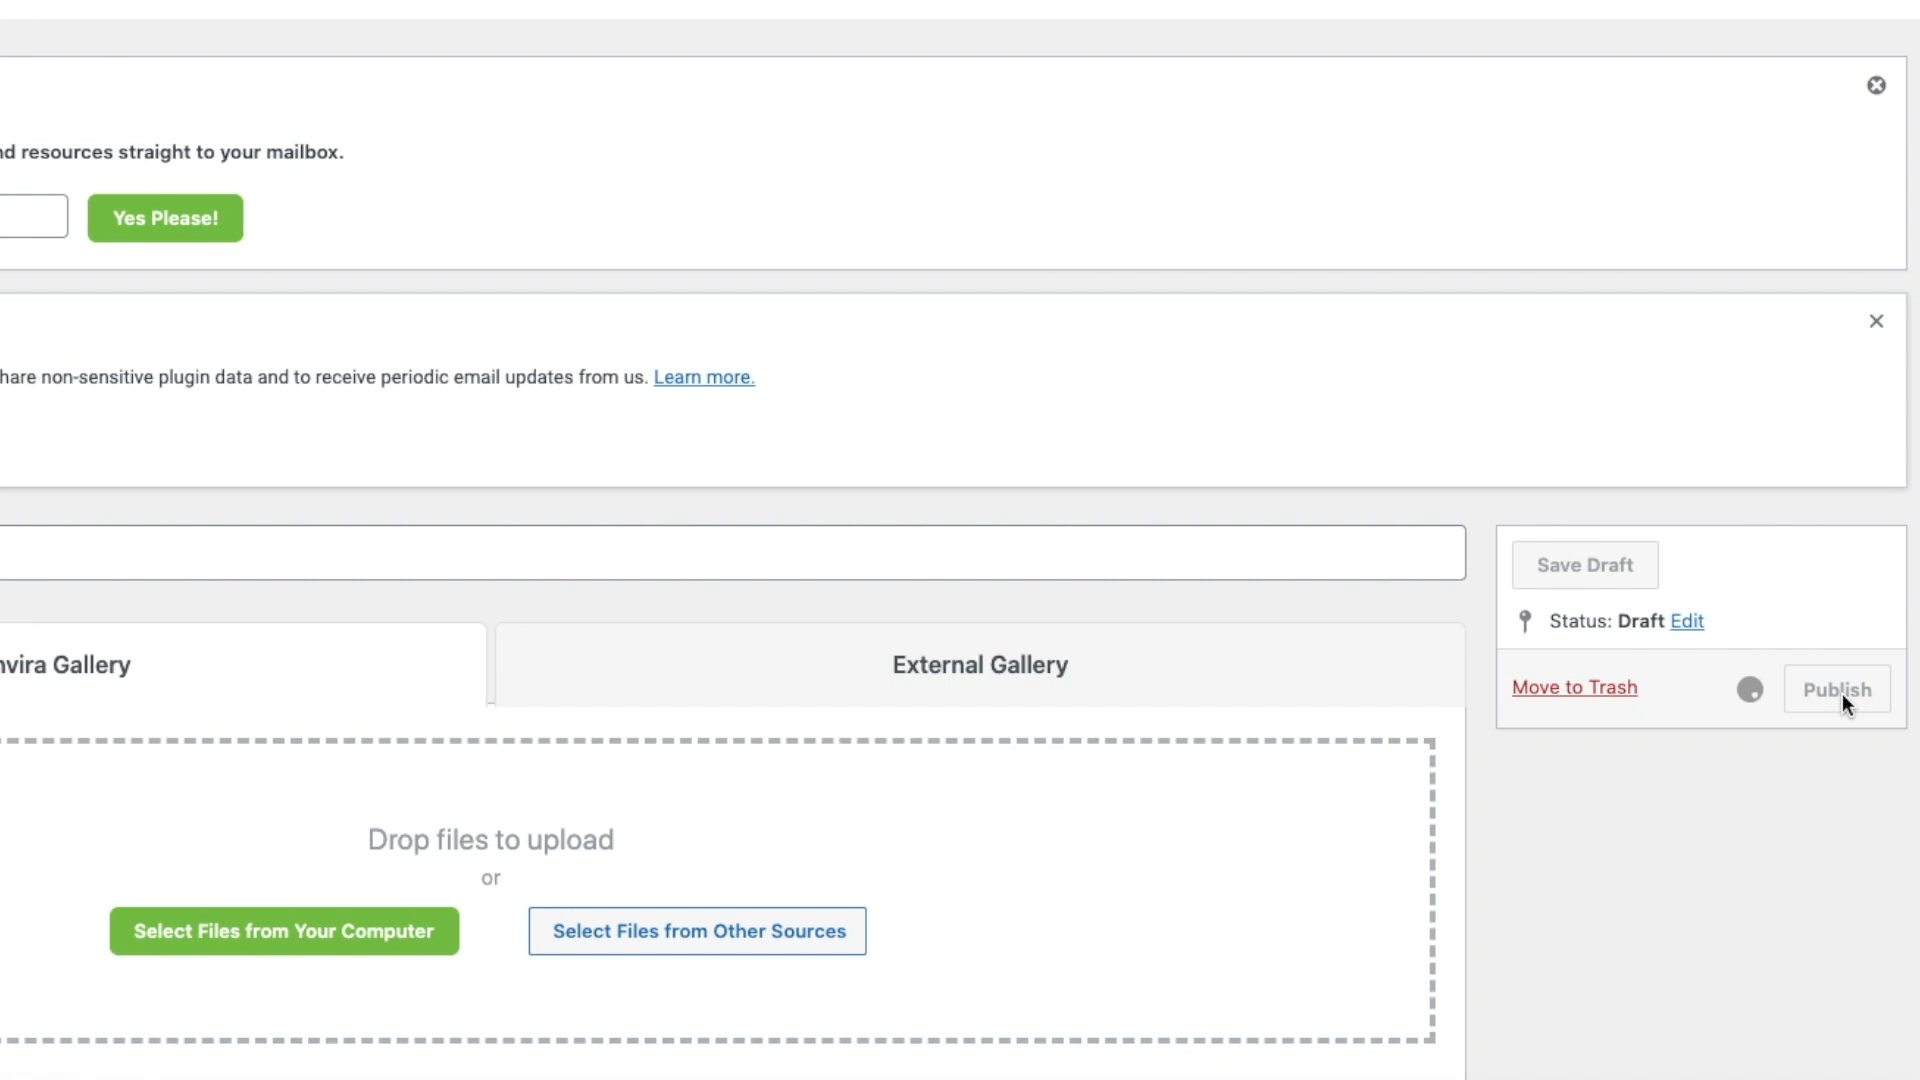 resources straight to your mailbox.
Yes Please!
non-sensitive plugin data and to receive periodic email updates from us. Learn more.
Save Draft
Status: Draft Edit
Gallery
External Gallery
Move to Trash
Publish
Drop files to upload
or
Select Files from Your Computer
Select Files from Other Sources